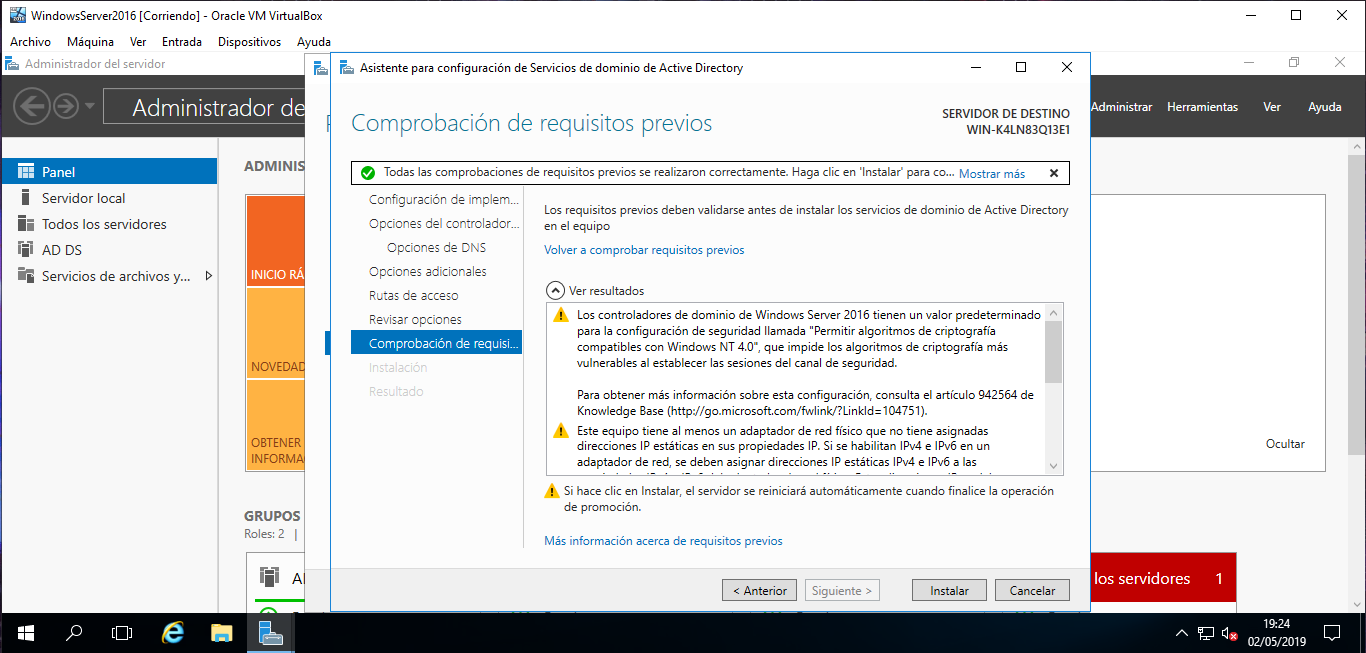 WindowsServer2016 [Corriendo] - Oracle VM VirtualBox
Archivo Máquina Ver Entrada Dispositivos Ayuda
Administrador del servidor
Administrador de
Administrar Herramientas Ver Ayuda
Panel
Servidor local
Todos los servidores
AD DS
Servicios de archivos y...
ADMINIS
INICIO RÁ
NOVEDAD
OBTENER
INFORMA
Ocultar
GRUPOS
Roles: 2 |
los servidores 1
Asistente para configuración de Servicios de dominio de Active Directory
Comprobación de requisitos previos
SERVIDOR DE DESTINO
WIN-K4LN83Q13E1
Todas las comprobaciones de requisitos previos se realizaron correctamente. Haga clic en 'Instalar' para co... Mostrar más
Configuración de implem...
Opciones del controlador...
Opciones de DNS
Opciones adicionales
Rutas de acceso
Revisar opciones
Comprobación de requisi...
Instalación
Resultado
Los requisitos previos deben validarse antes de instalar los servicios de dominio de Active Directory
en el equipo
Volver a comprobar requisitos previos
Ver resultados
Los controladores de dominio de Windows Server 2016 tienen un valor predeterminado
para la configuración de seguridad llamada "Permitir algoritmos de criptografía
compatibles con Windows NT 4.0", que impide los algoritmos de criptografía más
vulnerables al establecer las sesiones del canal de seguridad.
Para obtener más información sobre esta configuración, consulta el artículo 942564 de
Knowledge Base (http://go.microsoft.com/fwlink/?LinkId=104751).
Este equipo tiene al menos un adaptador de red físico que no tiene asignadas
direcciones IP estáticas en sus propiedades IP. Si se habilitan IPv4 e IPv6 en un
adaptador de red, se deben asignar direcciones IP estáticas IPv4 e IPv6 a las
Si hace clic en Instalar, el servidor se reiniciará automáticamente cuando finalice la operación
de promoción.
Más información acerca de requisitos previos
< Anterior Siguiente > Instalar Cancelar
19:24
02/05/2019